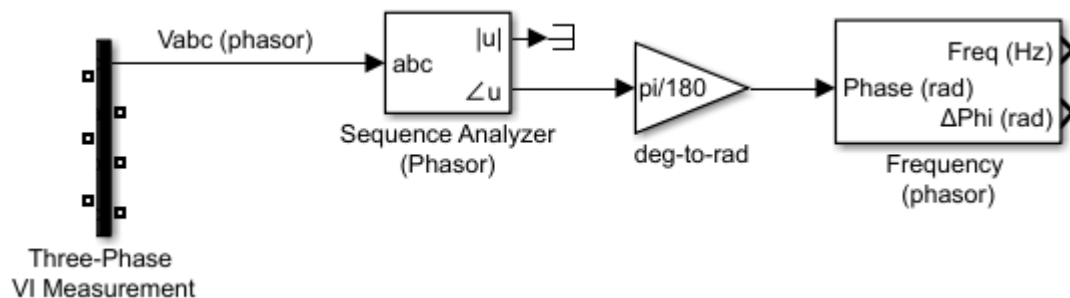 Vabc (phasor)
abc
|u|
∠u
Sequence Analyzer
(Phasor)
pi/180
deg-to-rad
Phase (rad)
Freq (Hz)
ΔPhi (rad)
Frequency
(phasor)
Three-Phase
VI Measurement